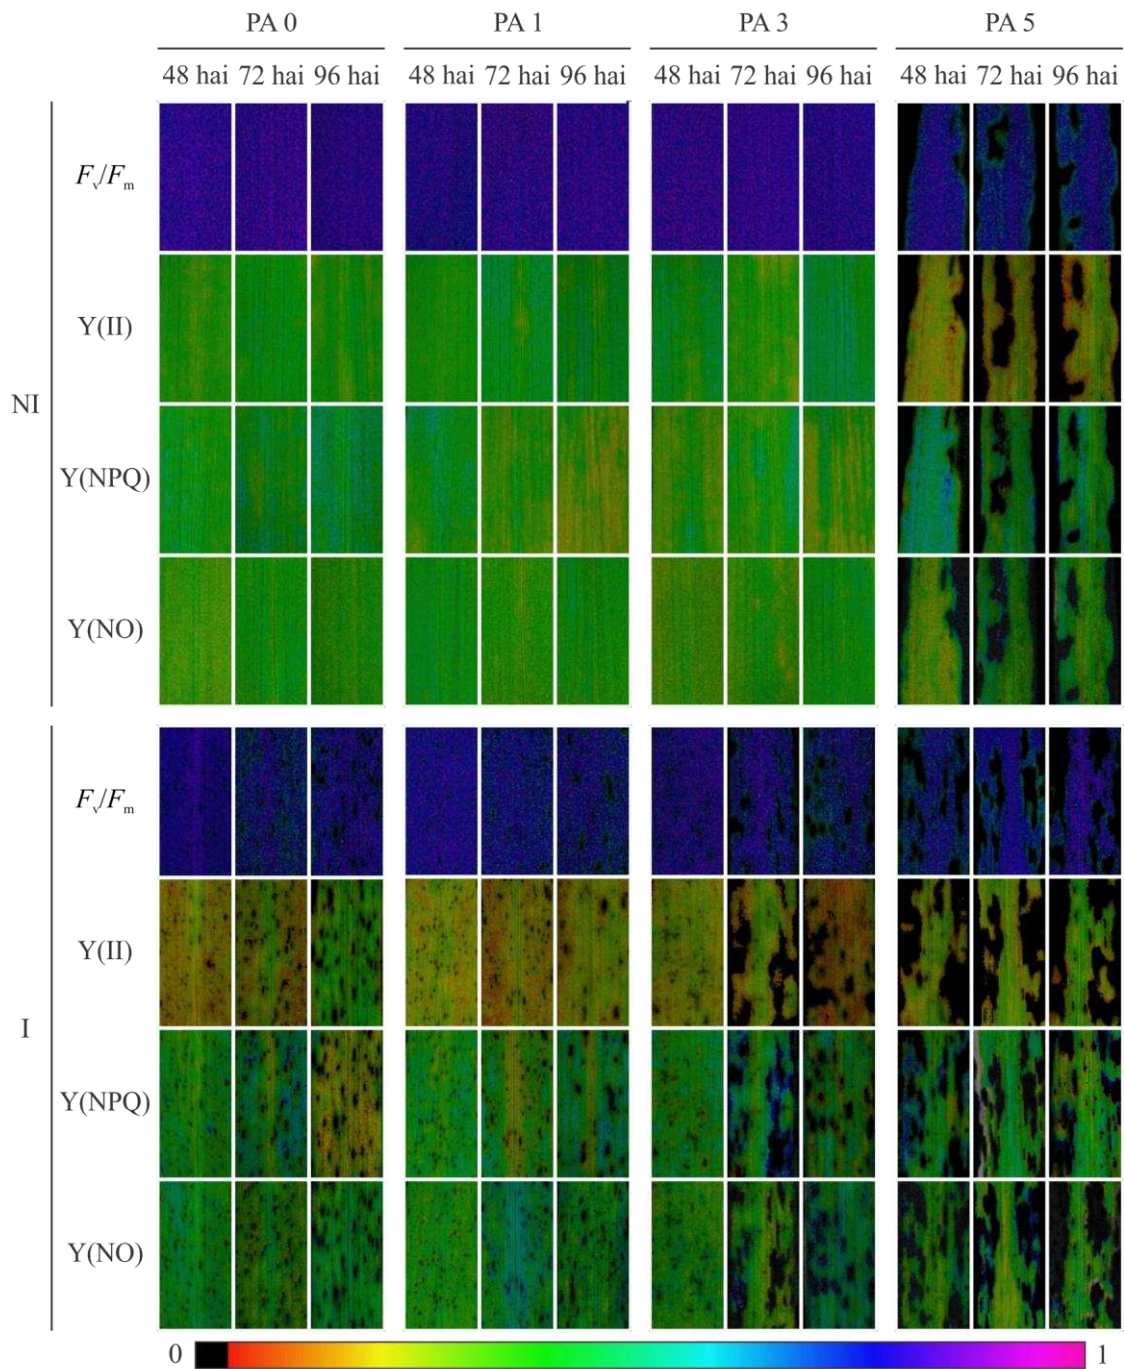 PA 0 PA 1 PA 3 PA 5
48 hai 72 hai 96 hai 48 hai 72 hai 96 hai 48 hai 72 hai 96 hai 48 hai 72 hai 96 hai
Fv/Fm
Y(II)
NI
Y(NPQ)
Y(NO)
Fv/Fm
Y(II)
I
Y(NPQ)
Y(NO)
0 1